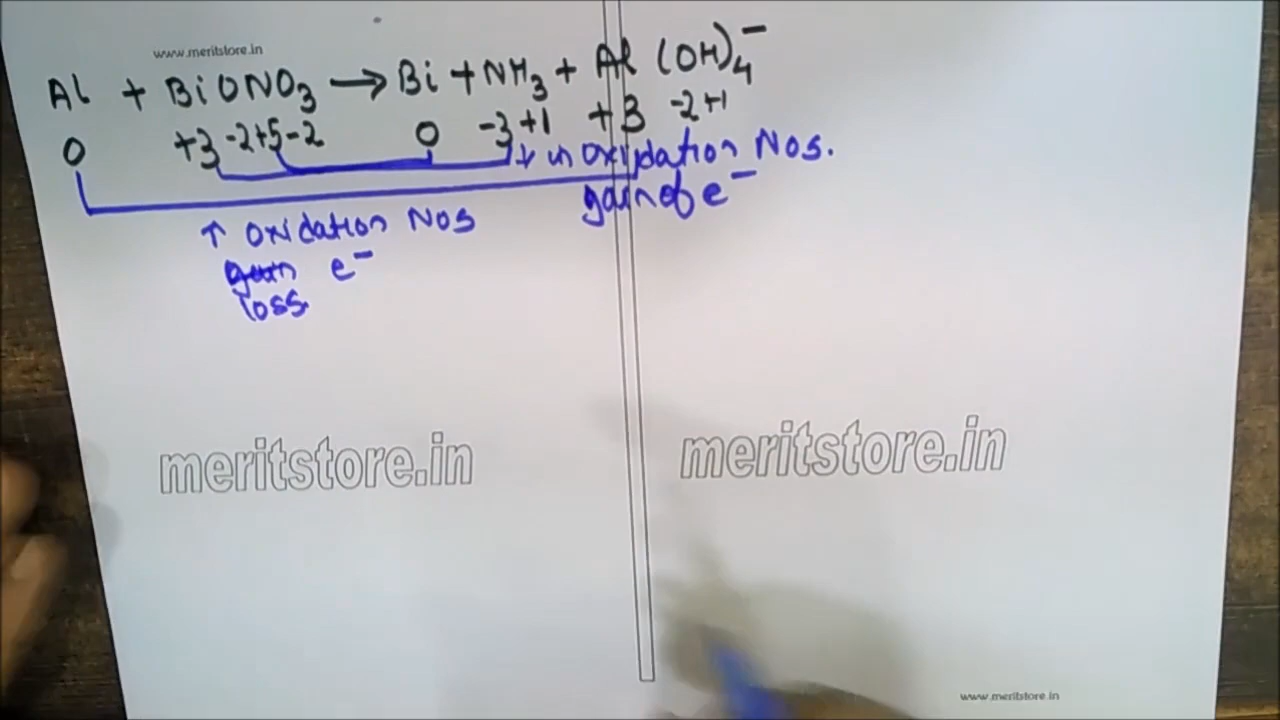 www.meritstore.in
Al + BiONO3 → Bi + NH3 + Al (OH)4−
0 +3 -2+5-2 0 -3 +1 +3 -2+1
↓ in Oxidation Nos.
gain of e−
↑ Oxidation Nos
gain e−
loss
meritstore.in meritstore.in
www.meritstore.in